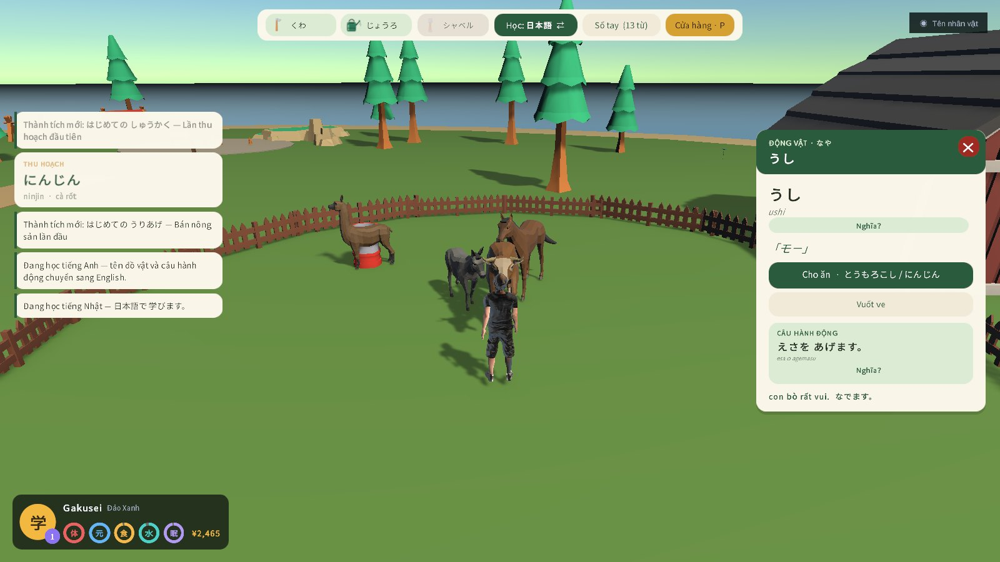 くわ
じょうろ
シャベル
Học: 日本語 ⇄
Sổ tay (13 từ)
Cửa hàng · P
Tên nhân vật
Thành tích mới: はじめての しゅうかく — Lần thu
hoạch đầu tiên
THU HOẠCH
にんじん
ninjin · cà rốt
Thành tích mới: はじめての うりあげ — Bán nông
sản lần đầu
Đang học tiếng Anh — tên đồ vật và câu hành
động chuyển sang English.
Đang học tiếng Nhật — 日本語で学びます。
ĐỘNG VẬT · なや
うし
うし
ushi
Nghĩa?
「モー」
Cho ăn · とうもろこし / にんじん
Vuốt ve
CÂU HÀNH ĐỘNG
えさを あげます。
esa o agemasu
Nghĩa?
con bò rất vui. なでます。
学
1
Gakusei Đảo Xanh
体 元 食 水 眠 ¥2,465